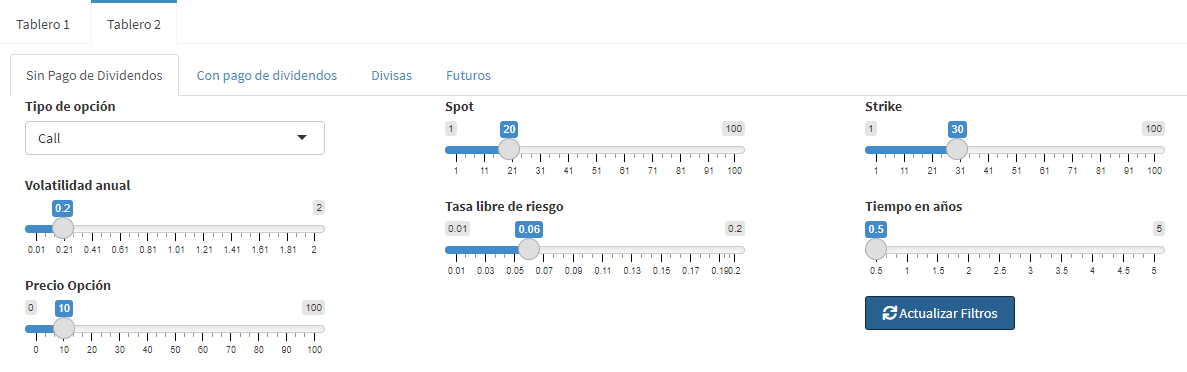 Tablero 1 Tablero 2
Sin Pago de Dividendos Con pago de dividendos Divisas Futuros
Tipo de opción
Call
Spot
1 20 100
1 11 21 31 41 51 61 71 81 91 100
Strike
1 30 100
1 11 21 31 41 51 61 71 81 91 100
Volatilidad anual
0.2 2
0.01 0.21 0.41 0.61 0.81 1.01 1.21 1.41 1.61 1.81 2
Tasa libre de riesgo
0.01 0.06 0.2
0.01 0.03 0.05 0.07 0.09 0.11 0.13 0.15 0.17 0.19 0.2
Tiempo en años
0.5 5
0.5 1 1.5 2 2.5 3 3.5 4 4.5 5
Precio Opción
0 10 100
0 10 20 30 40 50 60 70 80 90 100
Actualizar Filtros